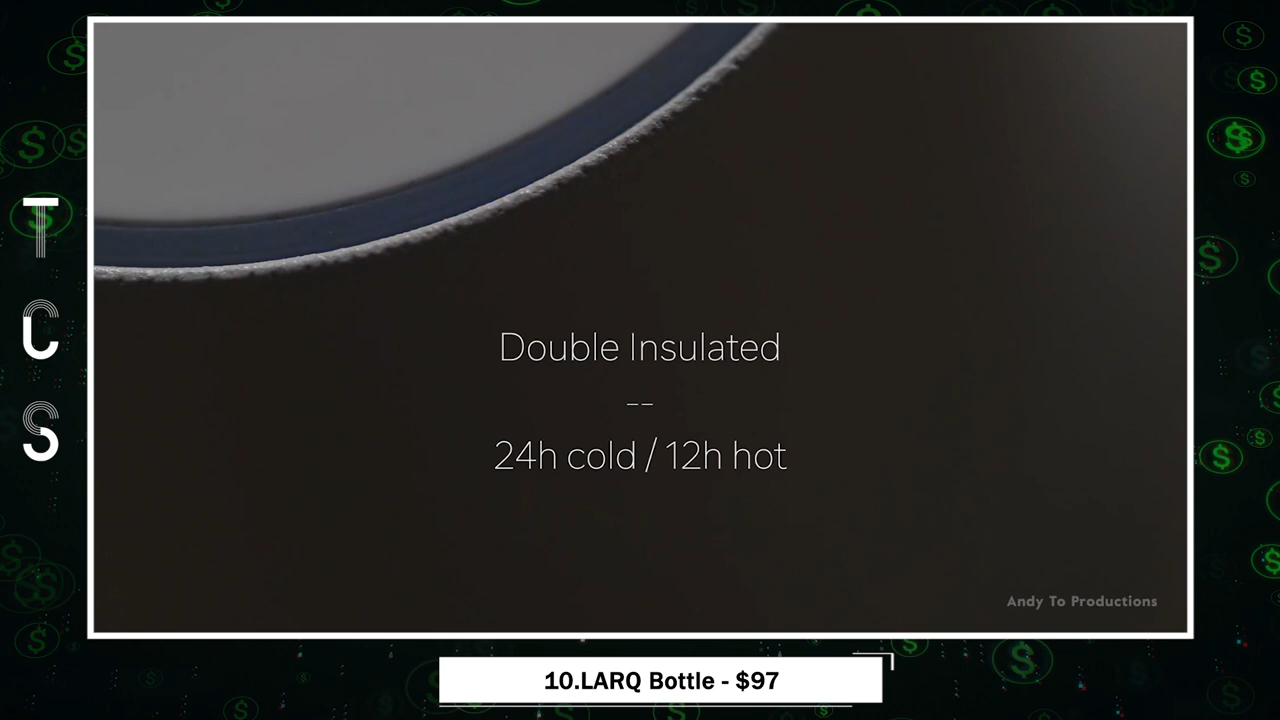 T
C
S
Double Insulated
––
24h cold / 12h hot
Andy To Productions
10.LARQ Bottle - $97